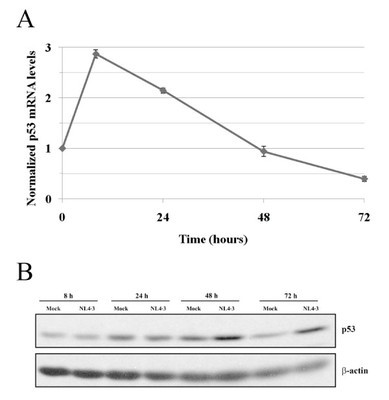 A
Normalized p53 mRNA levels
3
2
1
0
0 24 48 72
Time (hours)
B
8 h 24 h 48 h 72 h
Mock NL4-3 Mock NL4-3 Mock NL4-3 Mock NL4-3
p53
β-actin